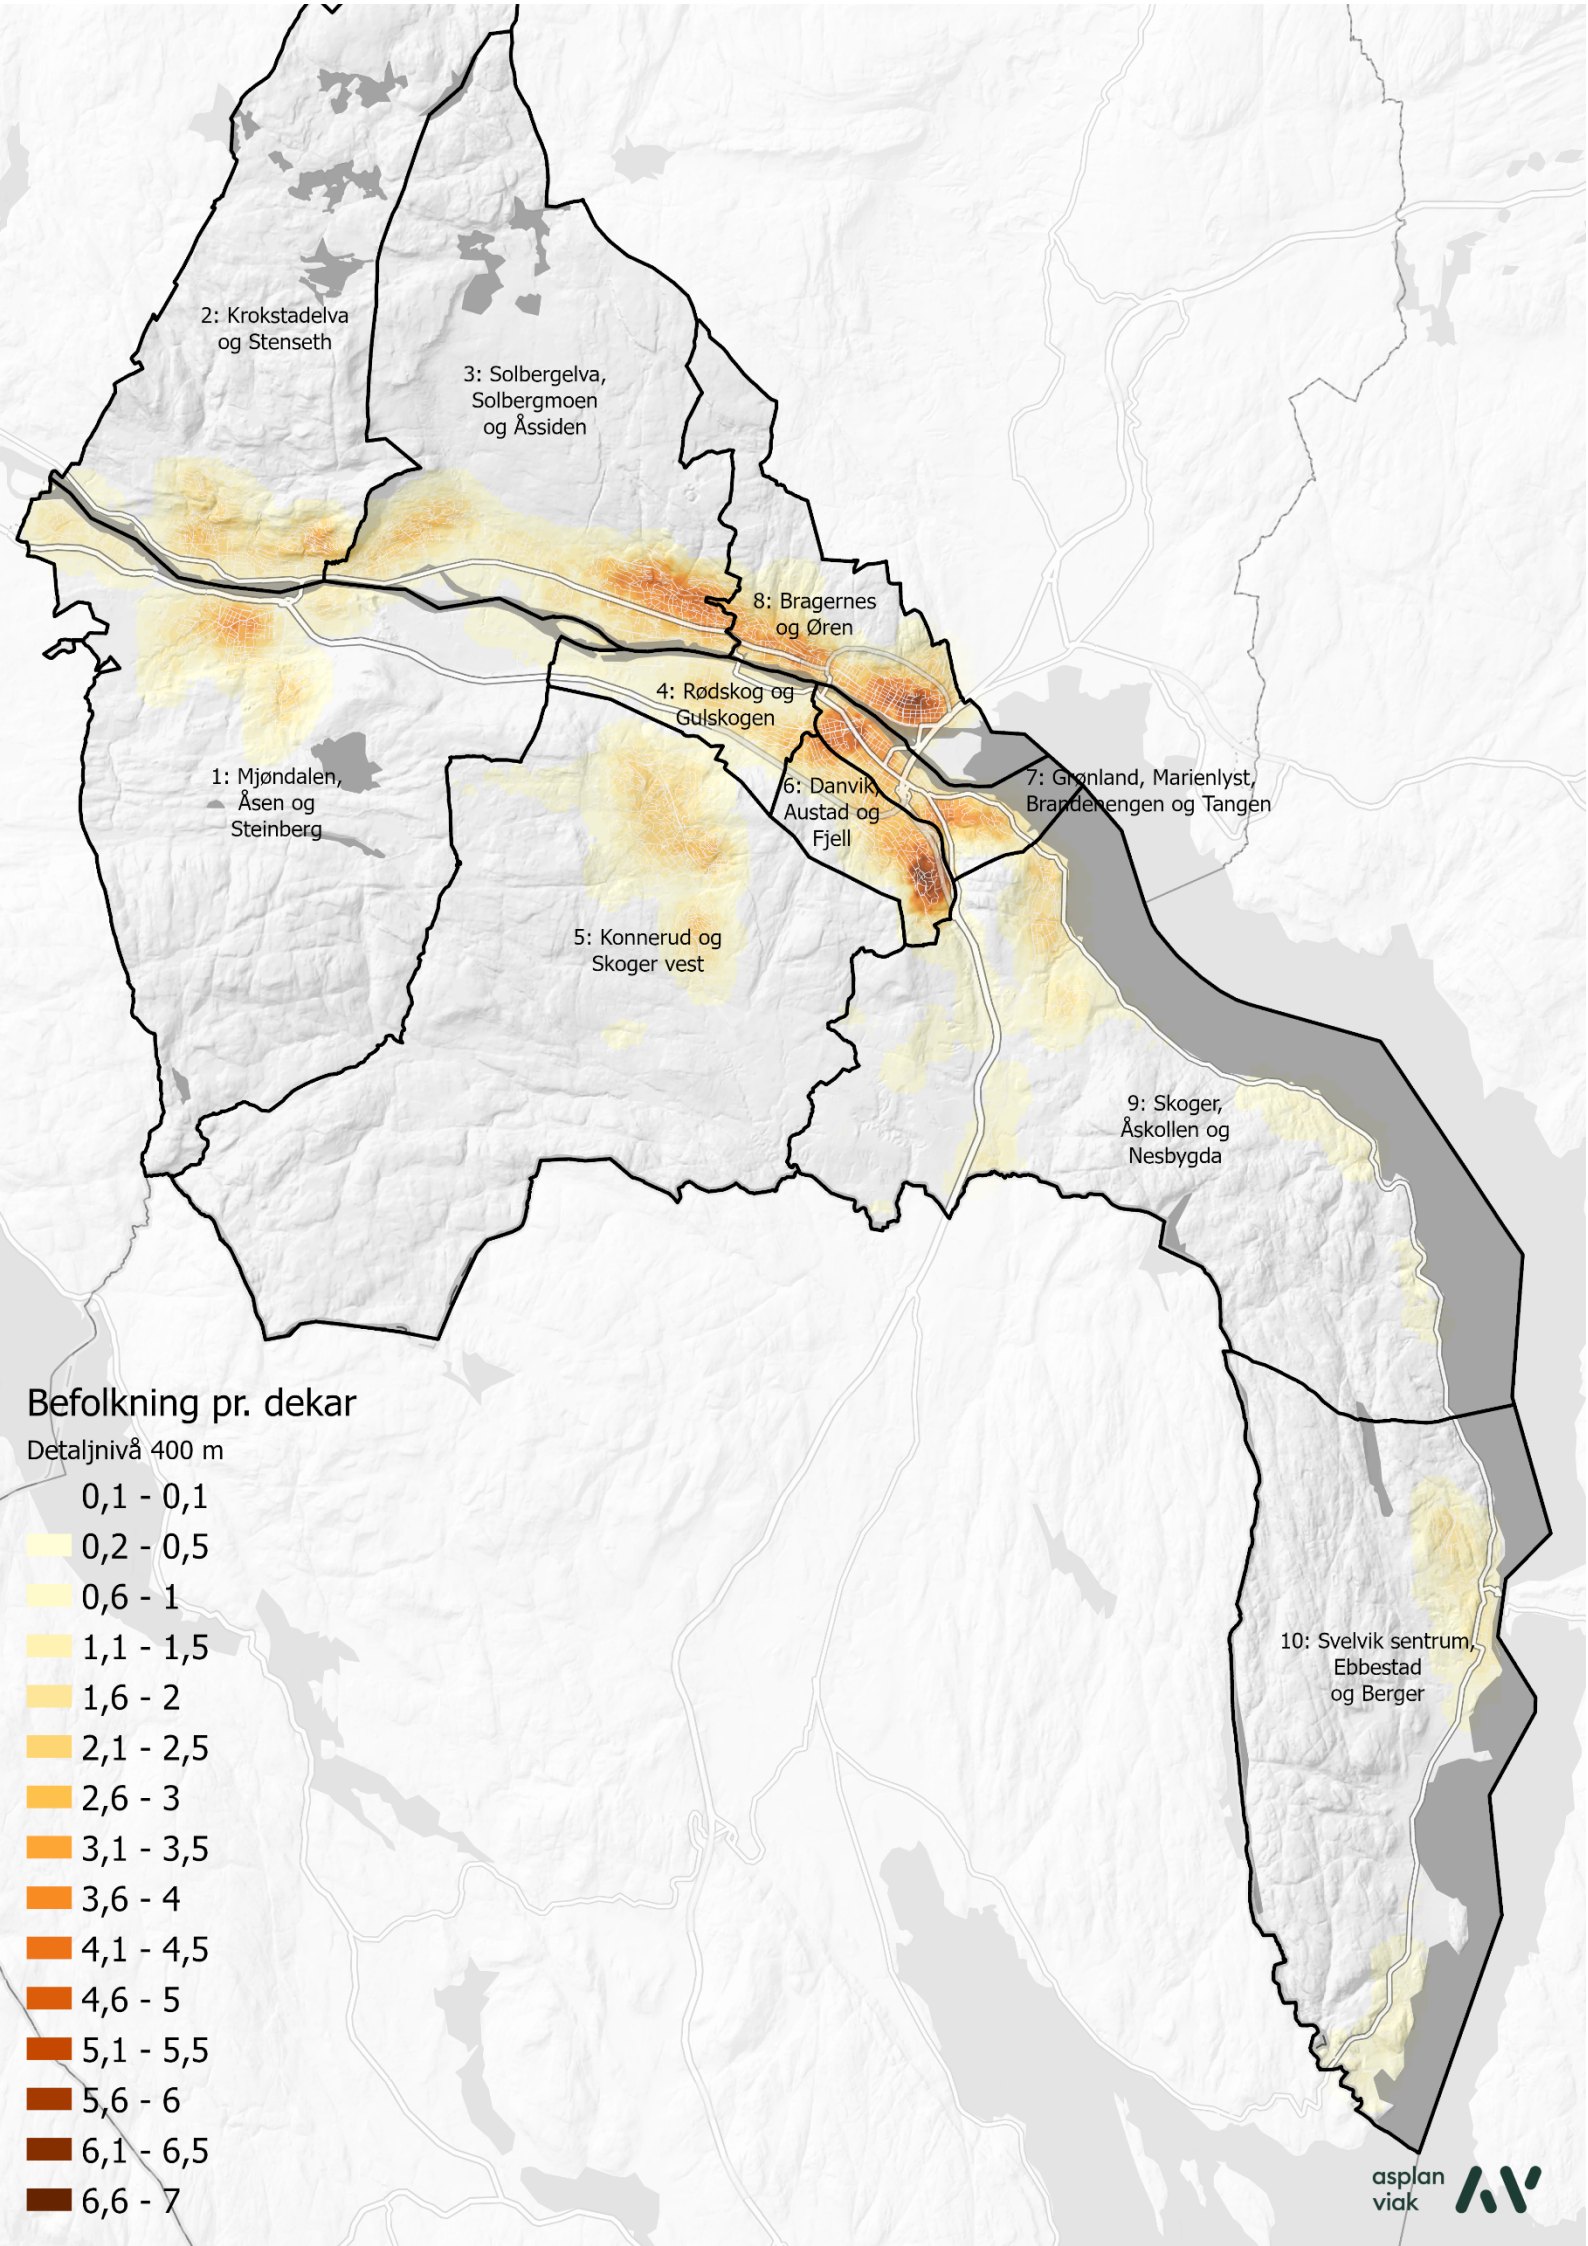 2: Krokstadelva
og Stenseth
3: Solbergelva,
Solbergmoen
og Åssiden
8: Bragernes
og Øren
4: Rødskog og
Gulskogen
1: Mjøndalen,
Åsen og
Steinberg
6: Danvik,
Austad og
Fjell
7: Grønland, Marienlyst,
Brandenengen og Tangen
5: Konnerud og
Skoger vest
9: Skoger,
Åskollen og
Nesbygda
10: Svelvik sentrum,
Ebbestad
og Berger
Befolkning pr. dekar
Detaljnivå 400 m
0,1 - 0,1
0,2 - 0,5
0,6 - 1
1,1 - 1,5
1,6 - 2
2,1 - 2,5
2,6 - 3
3,1 - 3,5
3,6 - 4
4,1 - 4,5
4,6 - 5
5,1 - 5,5
5,6 - 6
6,1 - 6,5
6,6 - 7
asplan
viak